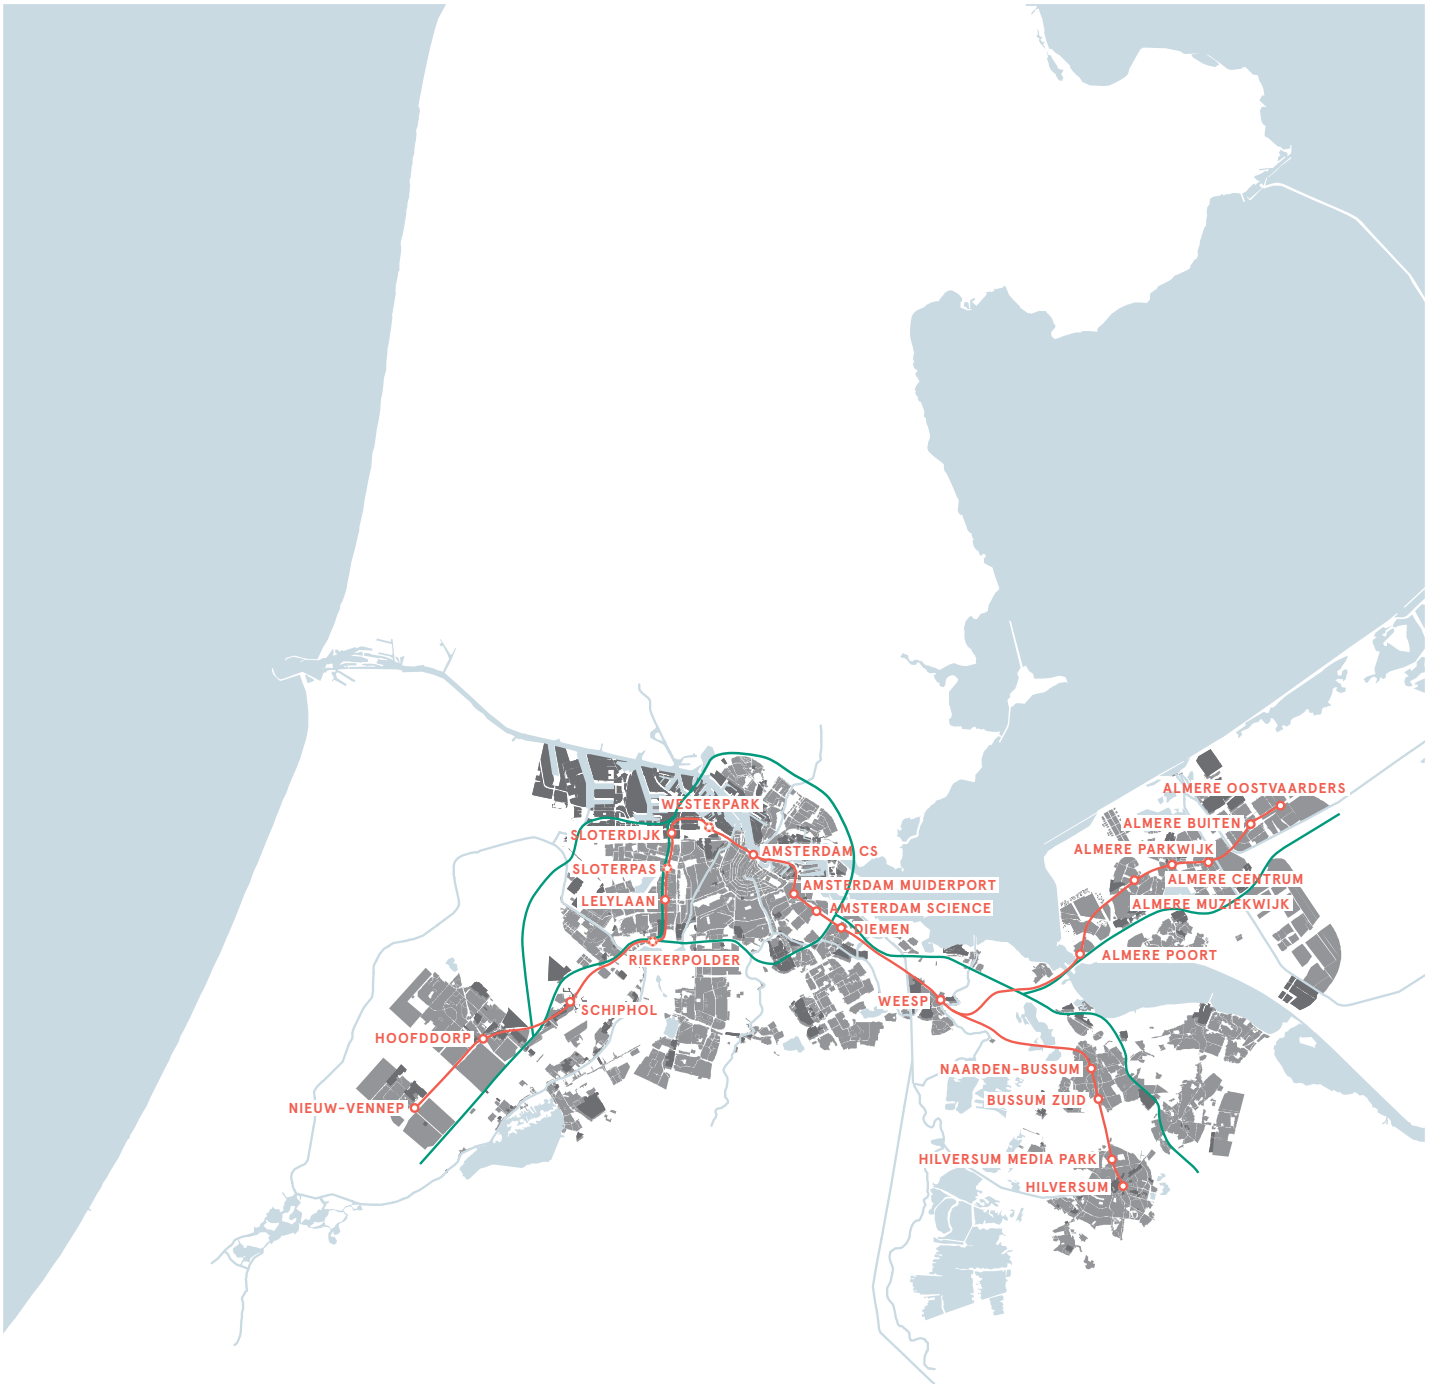 ALMERE OOSTVAARDERS
WESTERPARK
ALMERE BUITEN
SLOTERDIJK
ALMERE PARKWIJK
AMSTERDAM CS
SLOTERPAS
ALMERE CENTRUM
AMSTERDAM MUIDERPORT
LELYLAAN
ALMERE MUZIEKWIJK
AMSTERDAM SCIENCE
DIEMEN
ALMERE POORT
RIEKERPOLDER
WEESP
SCHIPHOL
HOOFDDORP
NAARDEN-BUSSUM
BUSSUM ZUID
NIEUW-VENNEP
HILVERSUM MEDIA PARK
HILVERSUM